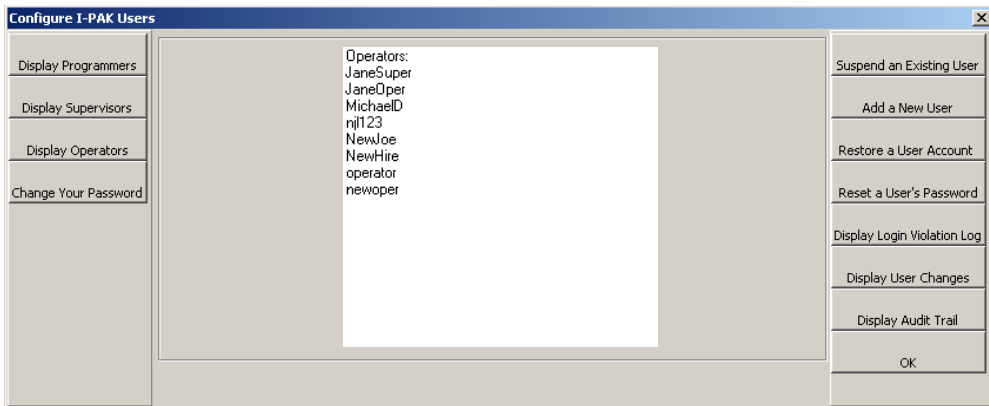 Configure I-PAK Users
Display Programmers
Display Supervisors
Display Operators
Change Your Password
Operators:
JaneSuper
JaneOper
MichaelD
njl123
NewJoe
NewHire
operator
newoper
Suspend an Existing User
Add a New User
Restore a User Account
Reset a User's Password
Display Login Violation Log
Display User Changes
Display Audit Trail
OK